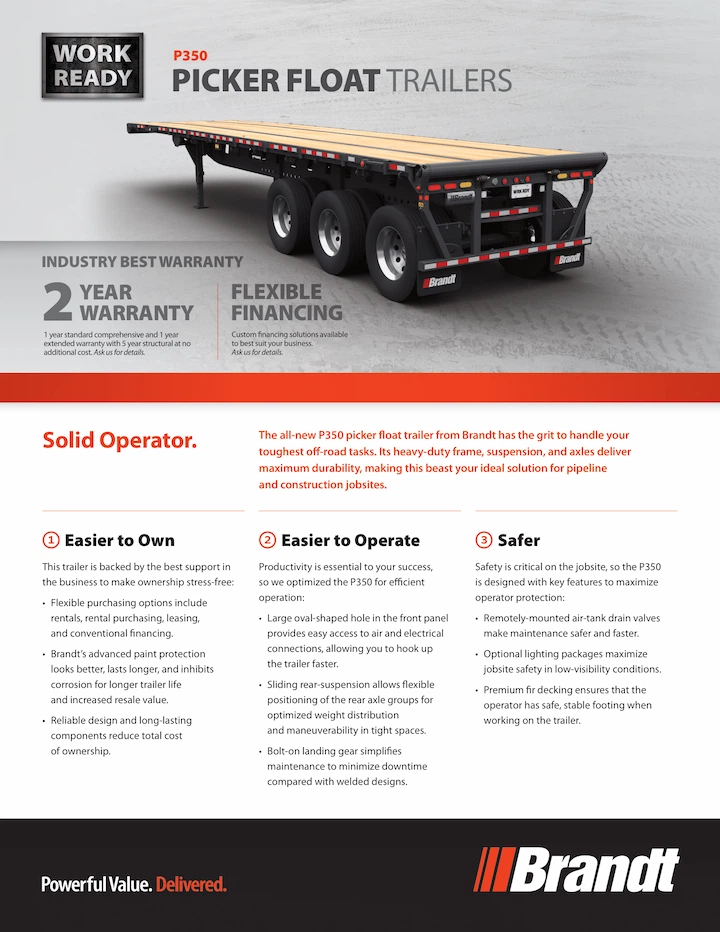 WORK
READY
P350
PICKER FLOAT TRAILERS
WORK READY
Brandt
Brandt
INDUSTRY BEST WARRANTY
2 YEAR
WARRANTY
1 year standard comprehensive and 1 year
extended warranty with 5 year structural at no
additional cost. Ask us for details.
FLEXIBLE
FINANCING
Custom financing solutions available
to best suit your business.
Ask us for details.
Solid Operator.
The all-new P350 picker float trailer from Brandt has the grit to handle your
toughest off-road tasks. Its heavy-duty frame, suspension, and axles deliver
maximum durability, making this beast your ideal solution for pipeline
and construction jobsites.
1 Easier to Own
This trailer is backed by the best support in
the business to make ownership stress-free:
• Flexible purchasing options include
rentals, rental purchasing, leasing,
and conventional financing.
• Brandt's advanced paint protection
looks better, lasts longer, and inhibits
corrosion for longer trailer life
and increased resale value.
• Reliable design and long-lasting
components reduce total cost
of ownership.
2 Easier to Operate
Productivity is essential to your success,
so we optimized the P350 for efficient
operation:
• Large oval-shaped hole in the front panel
provides easy access to air and electrical
connections, allowing you to hook up
the trailer faster.
• Sliding rear-suspension allows flexible
positioning of the rear axle groups for
optimized weight distribution
and maneuverability in tight spaces.
• Bolt-on landing gear simplifies
maintenance to minimize downtime
compared with welded designs.
3 Safer
Safety is critical on the jobsite, so the P350
is designed with key features to maximize
operator protection:
• Remotely-mounted air-tank drain valves
make maintenance safer and faster.
• Optional lighting packages maximize
jobsite safety in low-visibility conditions.
• Premium fir decking ensures that the
operator has safe, stable footing when
working on the trailer.
Powerful Value. Delivered.
Brandt